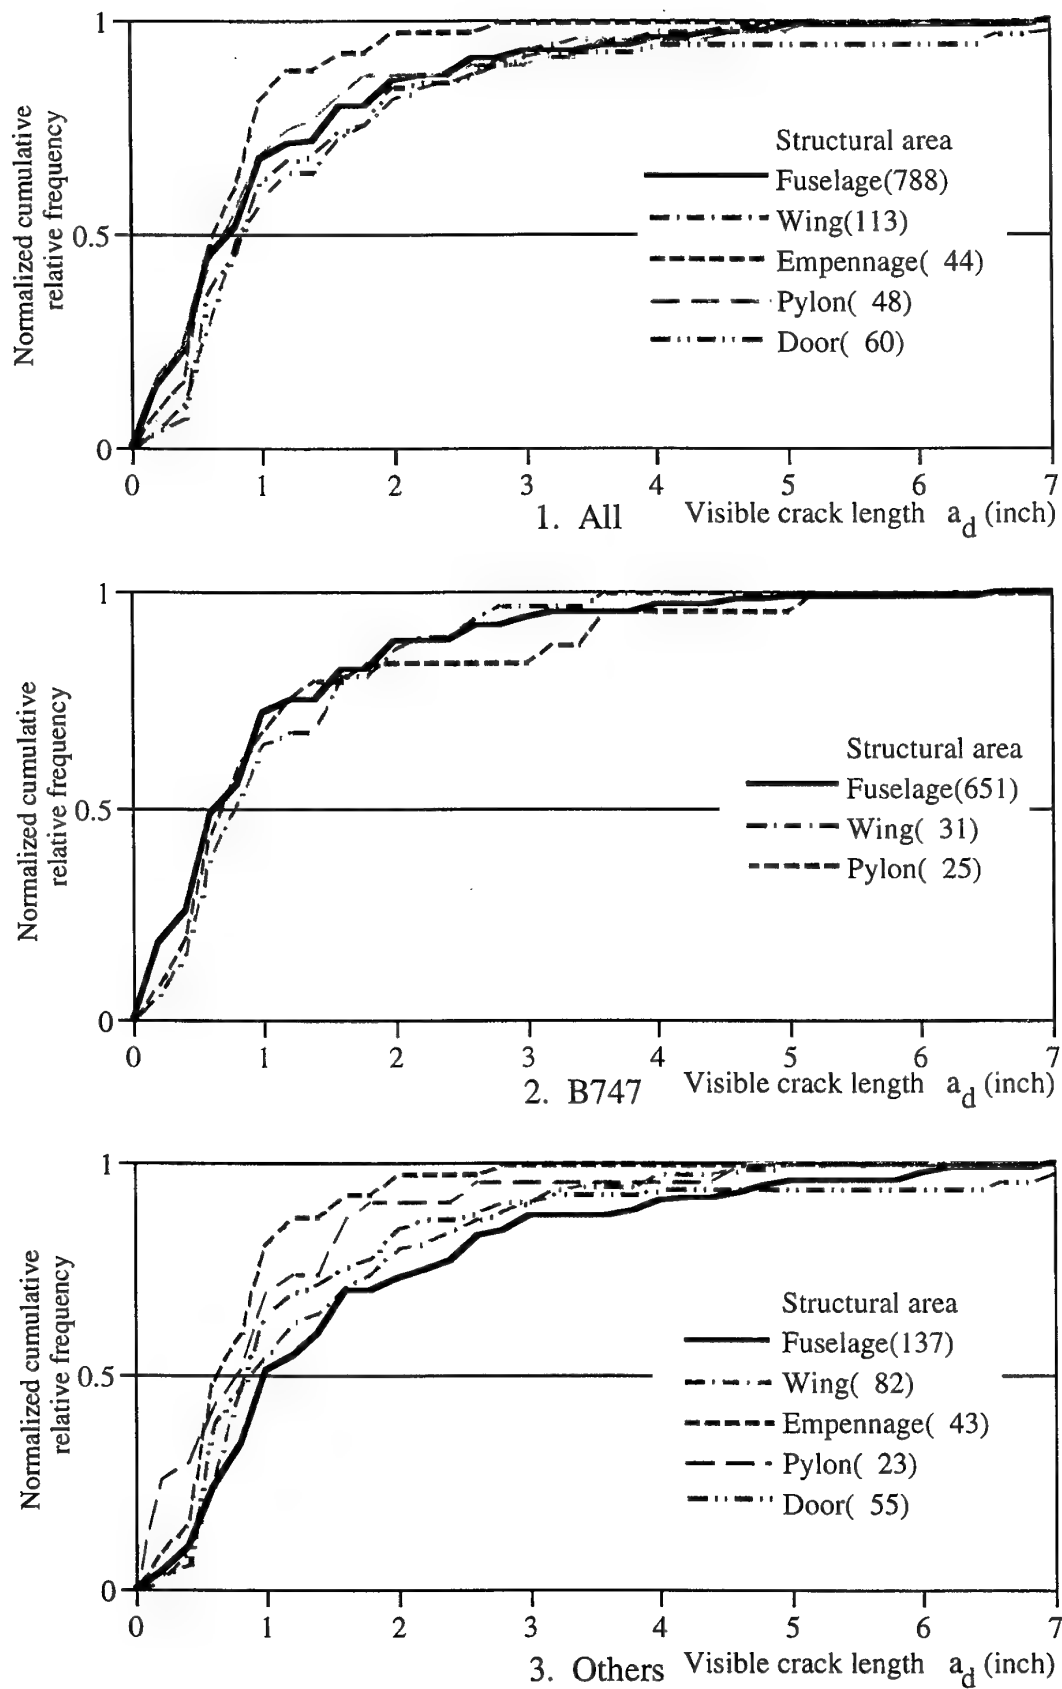 1
Normalized cumulative
relative frequency
0.5
0
Structural area
Fuselage(788)
Wing(113)
Empennage( 44)
Pylon( 48)
Door( 60)
0 1 2 3 4 5 6 7
1. All Visible crack length a_d (inch)
1
Normalized cumulative
relative frequency
0.5
0
Structural area
Fuselage(651)
Wing( 31)
Pylon( 25)
0 1 2 3 4 5 6 7
2. B747 Visible crack length a_d (inch)
1
Normalized cumulative
relative frequency
0.5
0
Structural area
Fuselage(137)
Wing( 82)
Empennage( 43)
Pylon( 23)
Door( 55)
0 1 2 3 4 5 6 7
3. Others Visible crack length a_d (inch)